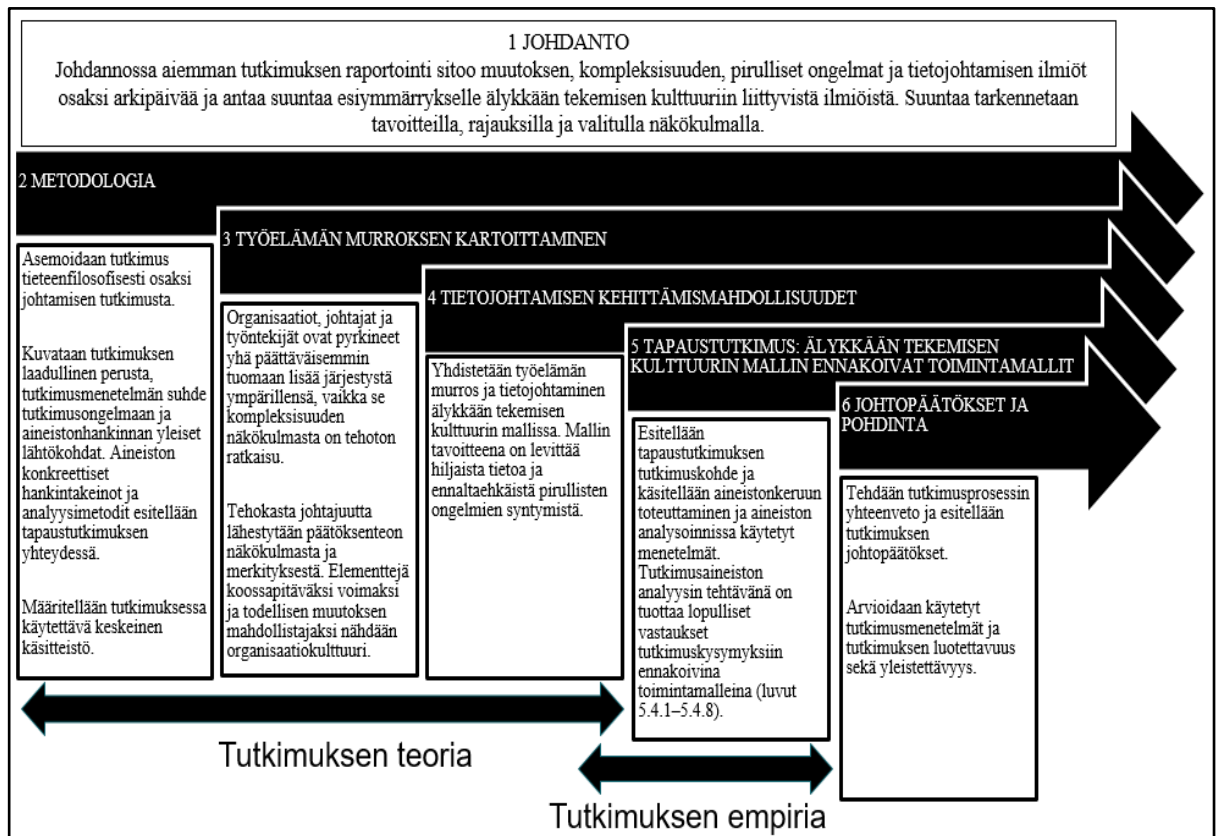 1 JOHDANTO
Johdannossa aiemman tutkimuksen raportointi sitoo muutoksen, kompleksisuuden, pirulliset ongelmat ja tietojohtamisen ilmiöt
osaksi arkipäivää ja antaa suuntaa esiymmärrykselle älykkään tekemisen kulttuuriin liittyvistä ilmiöistä. Suuntaa tarkennetaan
tavoitteilla, rajauksilla ja valitulla näkökulmalla.
2 METODOLOGIA
Asemoidaan tutkimus
tieteenfilosofisesti osaksi
johtamisen tutkimusta.
Kuvataan tutkimuksen
laadullinen perusta,
tutkimusmenetelmän suhde
tutkimusongelmaan ja
aineistonhankinnan yleiset
lähtökohdat. Aineiston
konkreettiset
hankintakeinot ja
analyysimetodit esitellään
tapaustutkimuksen
yhteydessä.
Määritellään tutkimuksessa
käytettävä keskeinen
käsitteistö.
3 TYÖELÄMÄN MURROKSEN KARTOITTAMINEN
Organisaatiot, johtajat ja
työntekijät ovat pyrkineet
yhä päättäväisemmin
tuomaan lisää järjestystä
ympärillensä, vaikka se
kompleksisuuden
näkökulmasta on tehoton
ratkaisu.
Tehokasta johtajuutta
lähestytään päätöksenteon
näkökulmasta ja
merkityksestä. Elementtejä
koossapitäväksi voimaksi
ja todellisen muutoksen
mahdollistajaksi nähdään
organisaatiokulttuuri.
4 TIETOJOHTAMISEN KEHITTÄMISMAHDOLLISUUDET
Yhdistetään työelämän
murros ja tietojohtaminen
älykkään tekemisen
kulttuurin mallissa. Mallin
tavoitteena on levittää
hiljaista tietoa ja
ennaltaehkäistä pirullisten
ongelmien syntymistä.
5 TAPAUSTUTKIMUS: ÄLYKKÄÄN TEKEMISEN
KULTTUURIN MALLIN ENNAKOIVAT TOIMINTAMALLIT
Esitellään
tapaustutkimuksen
tutkimuskohde ja
käsitellään aineistonkeruun
toteuttaminen ja aineiston
analysoinnissa käytetyt
menetelmät.
Tutkimusaineiston
analyysin tehtävänä on
tuottaa lopulliset
vastaukset
tutkimuskysymyksiin
ennakoivina
toimintamalleina (luvut
5.4.1–5.4.8).
6 JOHTOPÄÄTÖKSET JA
POHDINTA
Tehdään tutkimusprosessin
yhteenveto ja esitellään
tutkimuksen
johtopäätökset.
Arvioidaan käytetyt
tutkimusmenetelmät ja
tutkimuksen luotettavuus
sekä yleistettävyys.
Tutkimuksen teoria
Tutkimuksen empiria